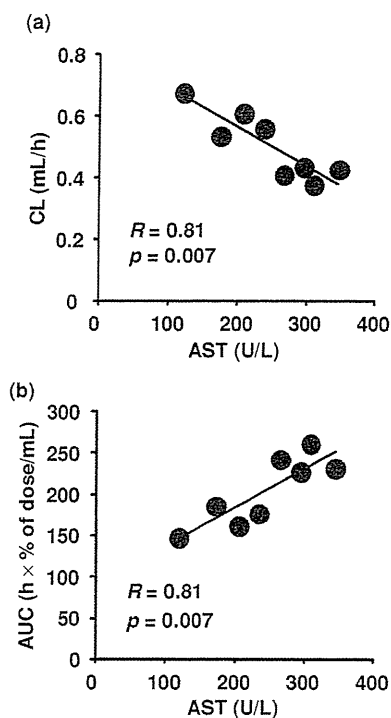 (a)
0.8
0.6
0.4
0.2
0
CL (mL/h)
R = 0.81
p = 0.007
0 100 200 300 400
AST (U/L)
(b)
300
250
200
150
100
50
0
AUC (h × % of dose/mL)
R = 0.81
p = 0.007
0 100 200 300 400
AST (U/L)